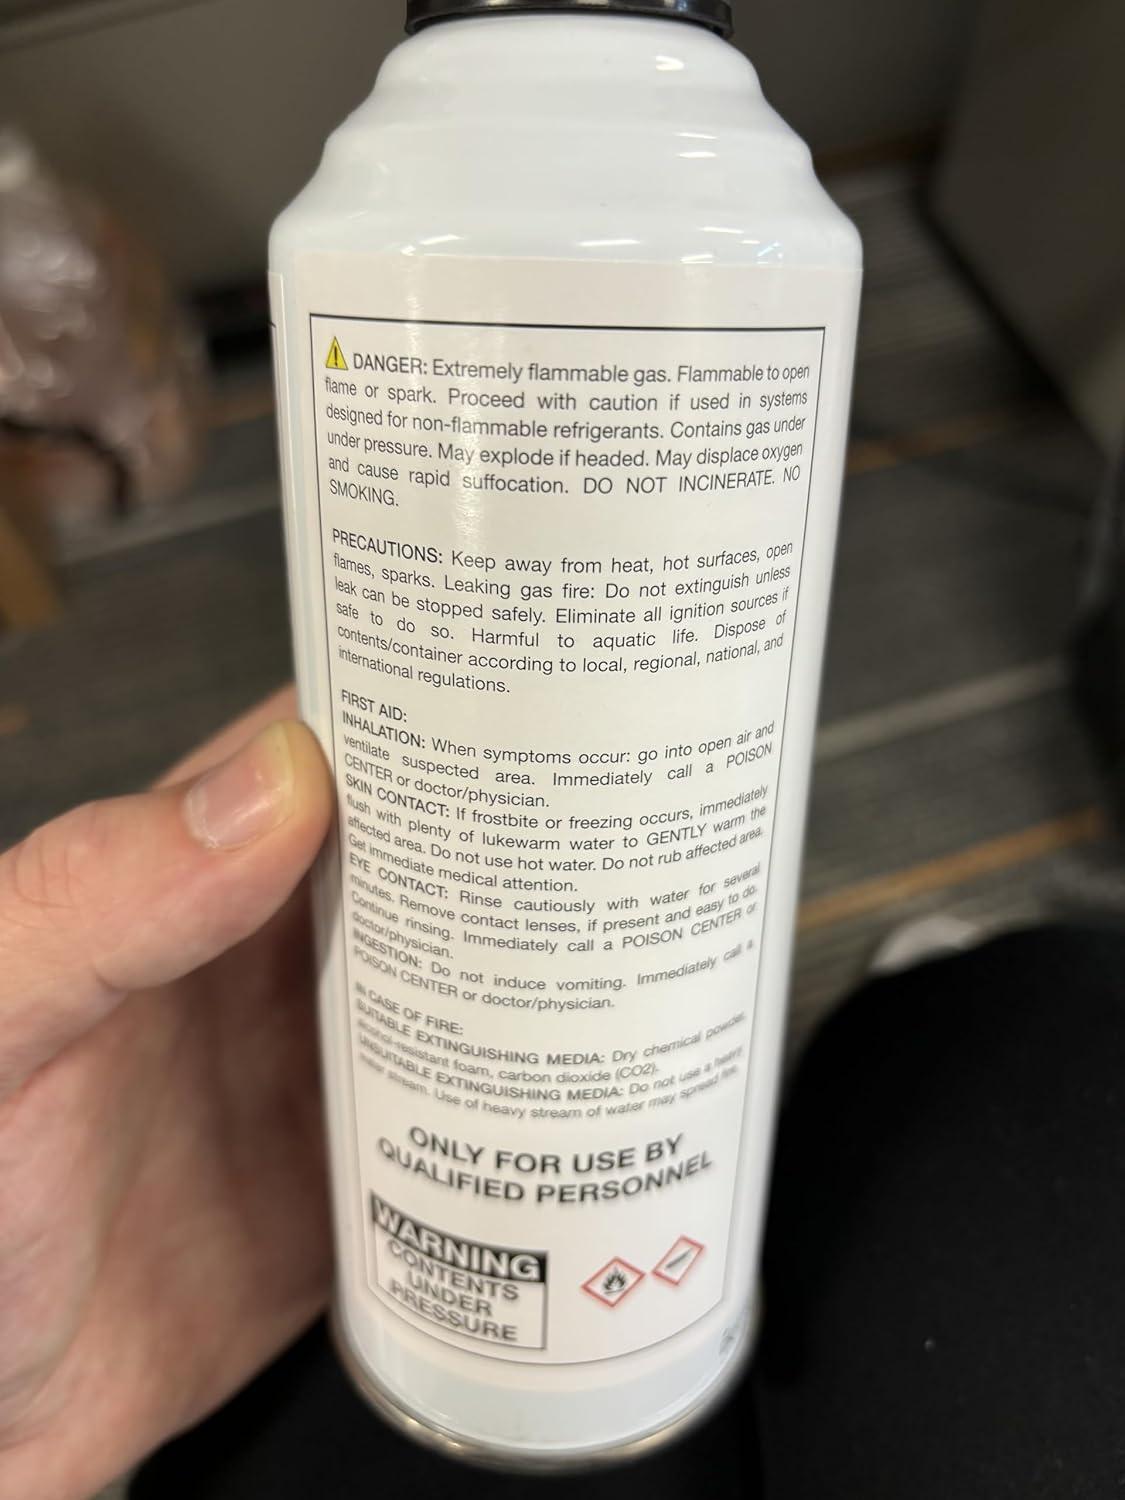 DANGER: Extremely flammable gas. Flammable to open
flame or spark. Proceed with caution if used in systems
designed for non-flammable refrigerants. Contains gas under
under pressure. May explode if headed. May displace oxygen
and cause rapid suffocation. DO NOT INCINERATE. NO
SMOKING.
PRECAUTIONS: Keep away from heat, hot surfaces, open
flames, sparks. Leaking gas fire: Do not extinguish unless
leak can be stopped safely. Eliminate all ignition sources if
safe to do so. Harmful to aquatic life. Dispose of
contents/container according to local, regional, national, and
international regulations.
FIRST AID:
INHALATION: When symptoms occur: go into open air and
ventilate suspected area. Immediately call a POISON
CENTER or doctor/physician.
SKIN CONTACT: If frostbite or freezing occurs, immediately
flush with plenty of lukewarm water to GENTLY warm the
affected area. Do not use hot water. Do not rub affected area.
Get immediate medical attention.
EYE CONTACT: Rinse cautiously with water for several
minutes. Remove contact lenses, if present and easy to do.
Continue rinsing. Immediately call a POISON CENTER or
doctor/physician.
INGESTION: Do not induce vomiting. Immediately call a
POISON CENTER or doctor/physician.
IN CASE OF FIRE:
SUITABLE EXTINGUISHING MEDIA: Dry chemical powder,
alcohol-resistant foam, carbon dioxide (CO2).
UNSUITABLE EXTINGUISHING MEDIA: Do not use a heavy
water stream. Use of heavy stream of water may spread fire.
ONLY FOR USE BY
QUALIFIED PERSONNEL
WARNING
CONTENTS
UNDER
PRESSURE